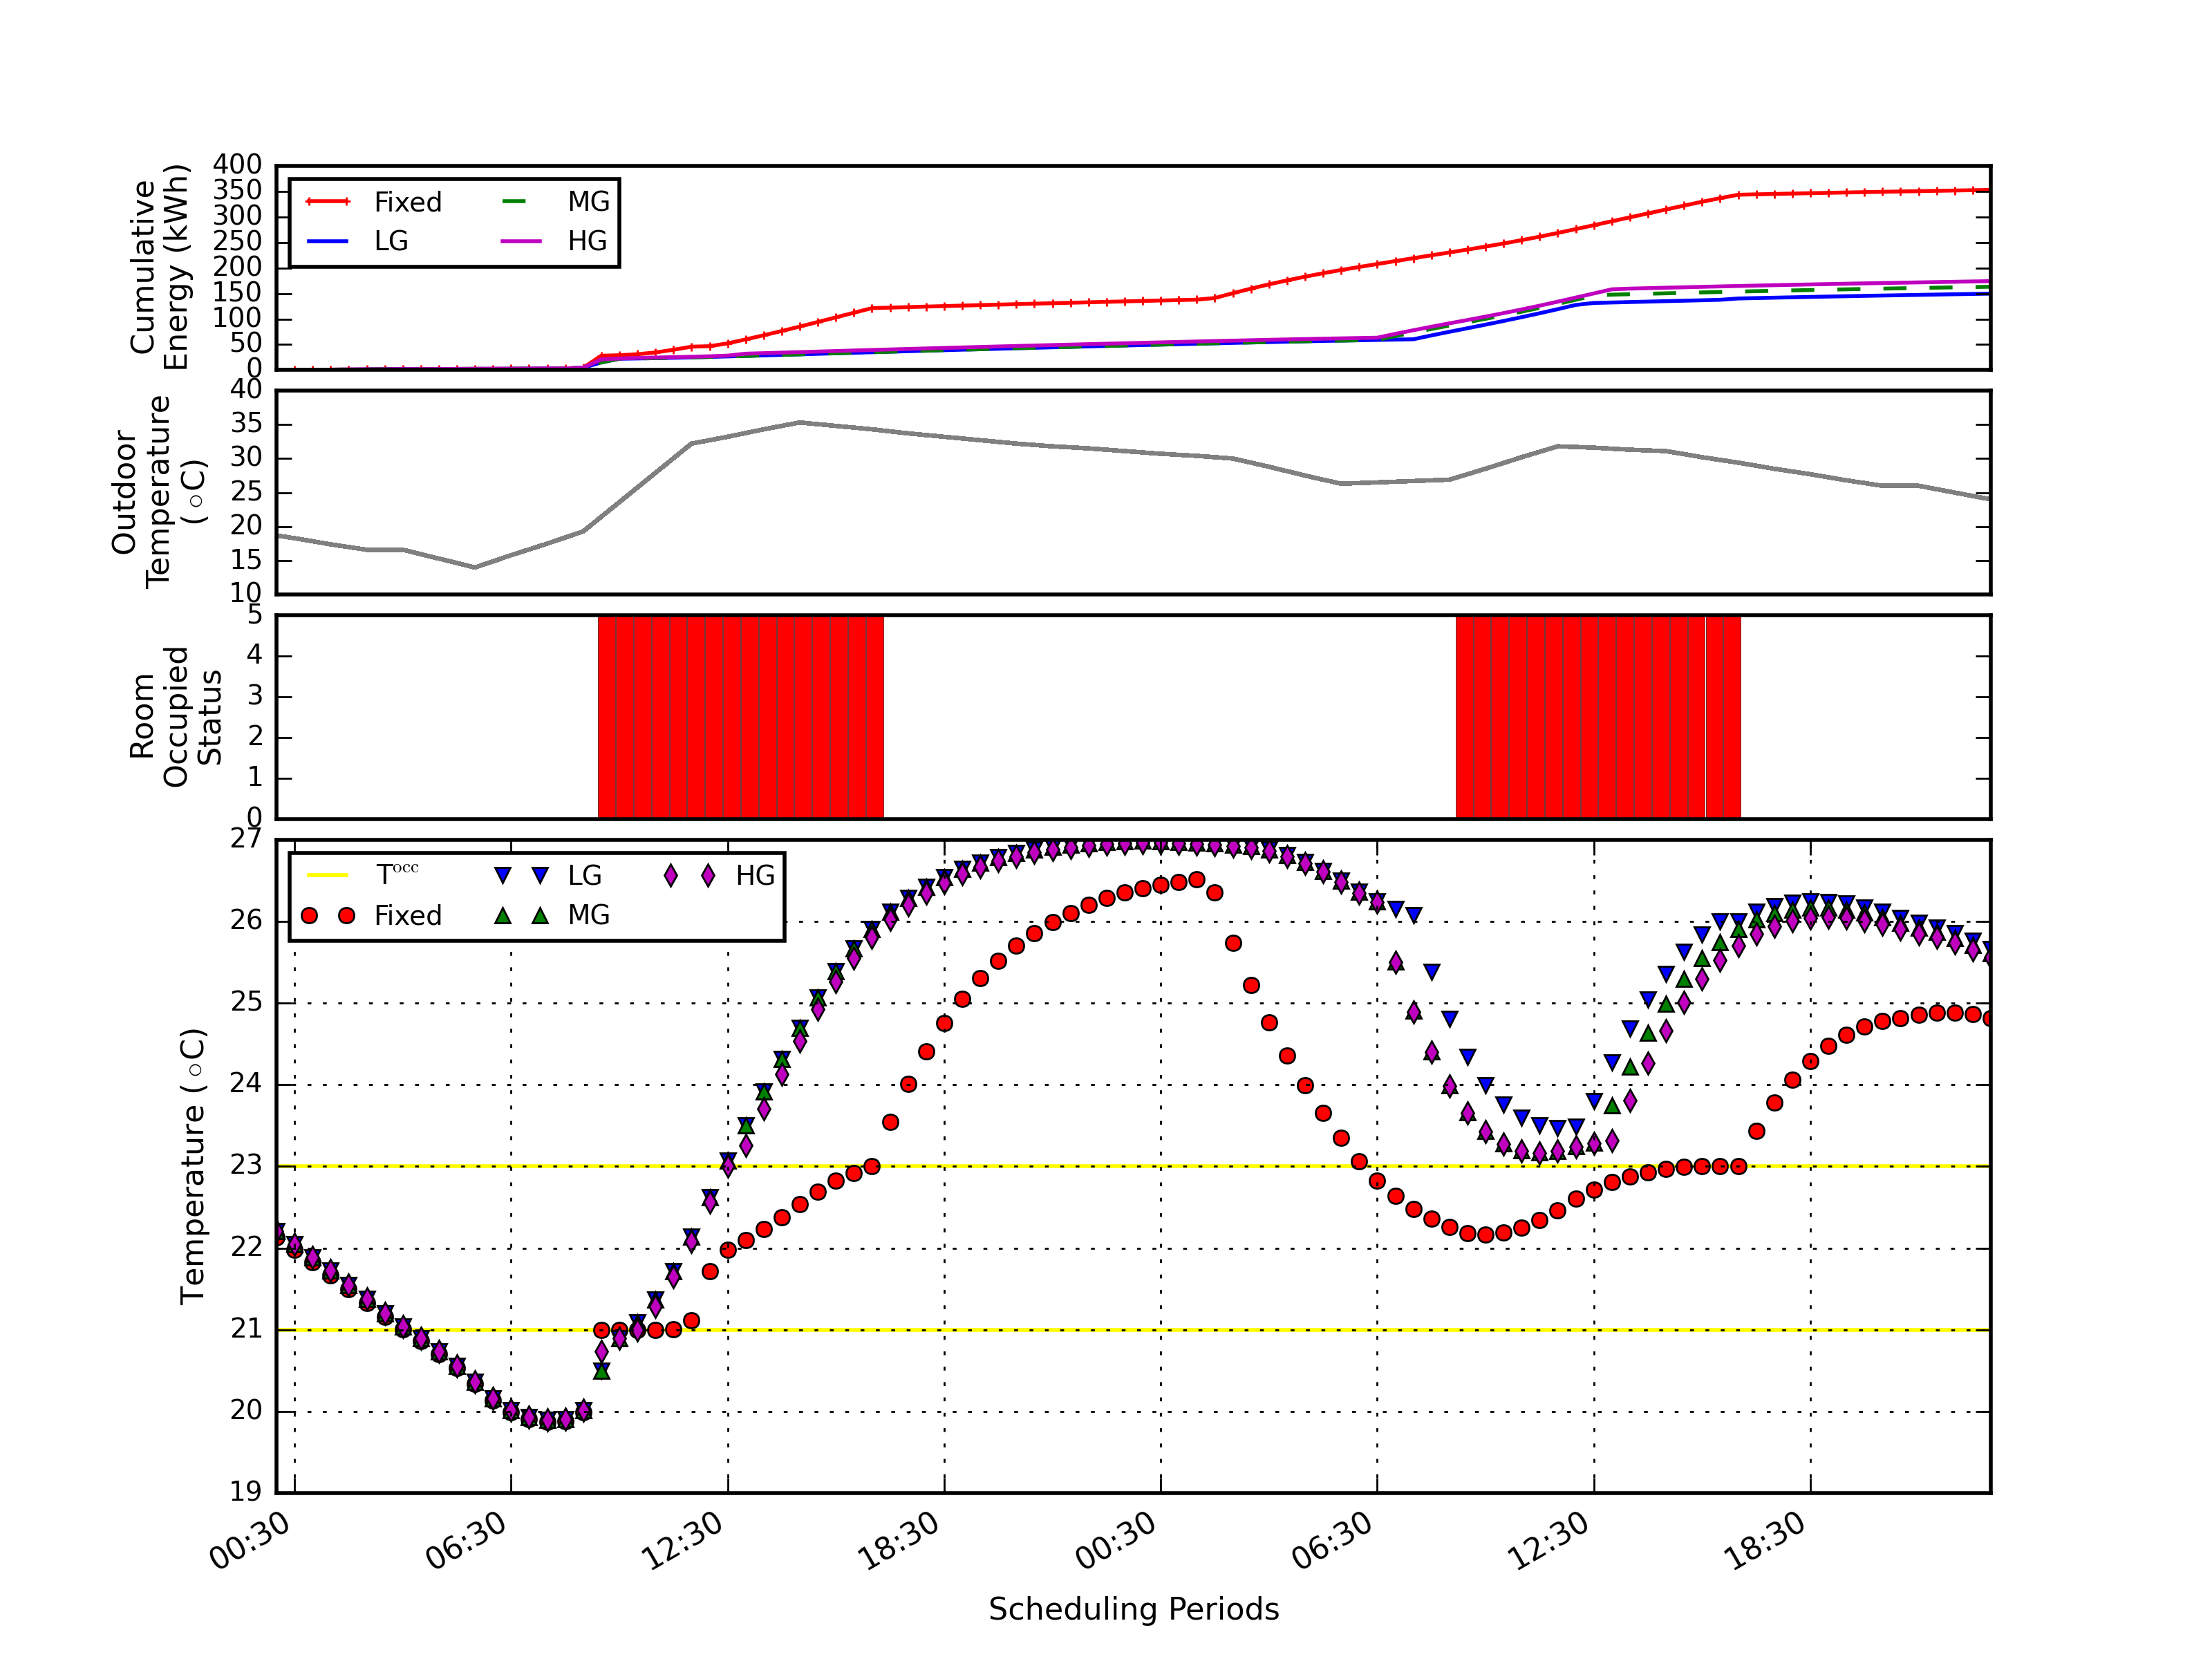 Cumulative
Energy (kWh)
400
350
300
250
200
150
100
50
0
Fixed
LG
MG
HG
Outdoor
Temperature
(○C)
40
35
30
25
20
15
10
Room
Occupied
Status
5
4
3
2
1
0
Temperature (○C)
27
26
25
24
23
22
21
20
19
Tocc
Fixed
LG
MG
HG
00:30
06:30
12:30
18:30
00:30
06:30
12:30
18:30
Scheduling Periods